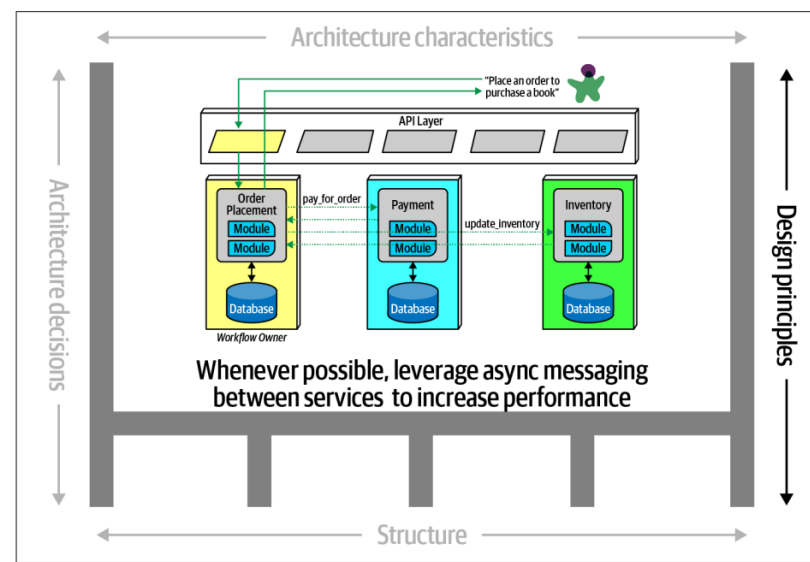 Architecture characteristics
"Place an order to
purchase a book"
API Layer
Order
Placement
Module
Module
Database
Workflow Owner
pay_for_order
Payment
Module
Module
Database
update_inventory
Inventory
Module
Module
Database
Architecture decisions
Design principles
Whenever possible, leverage async messaging
between services to increase performance
Structure